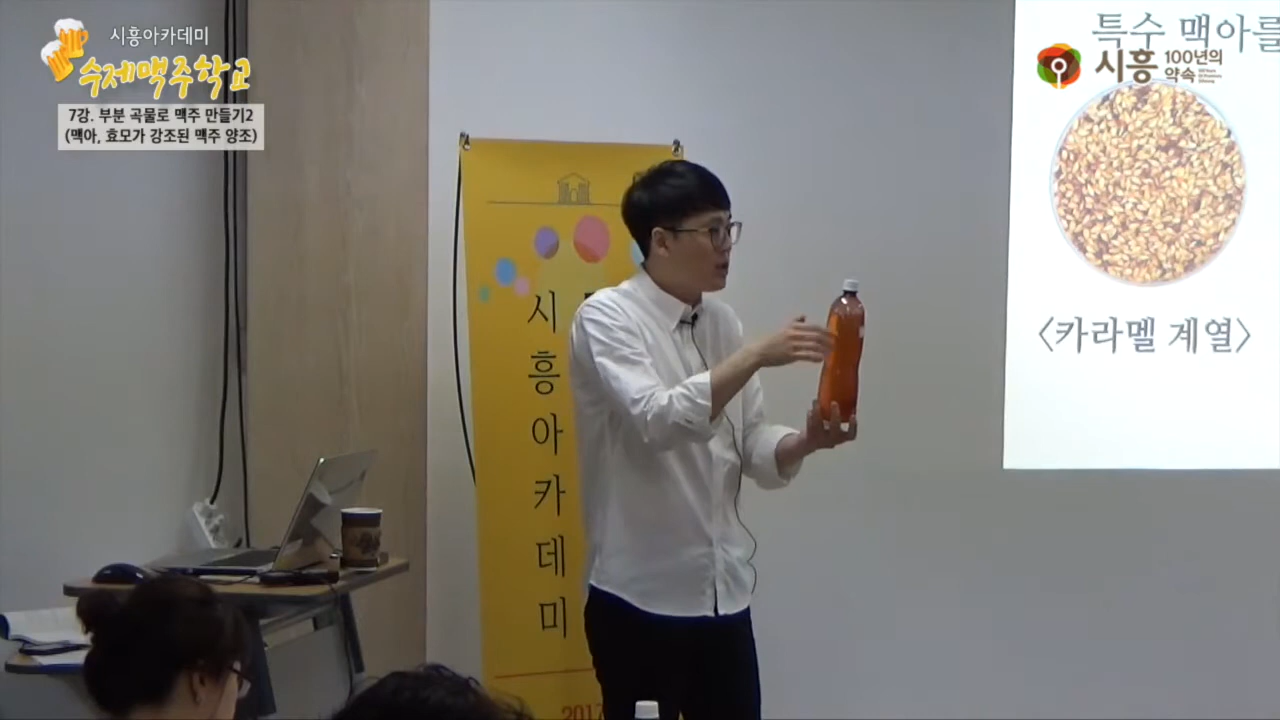 시흥아카데미
수제맥주학교
7강. 부분 곡물로 맥주 만들기2
(맥아, 효모가 강조된 맥주 양조)
특수 맥아를
시흥 100년의
약속
<카라멜 계열>
시흥아카데미
2017